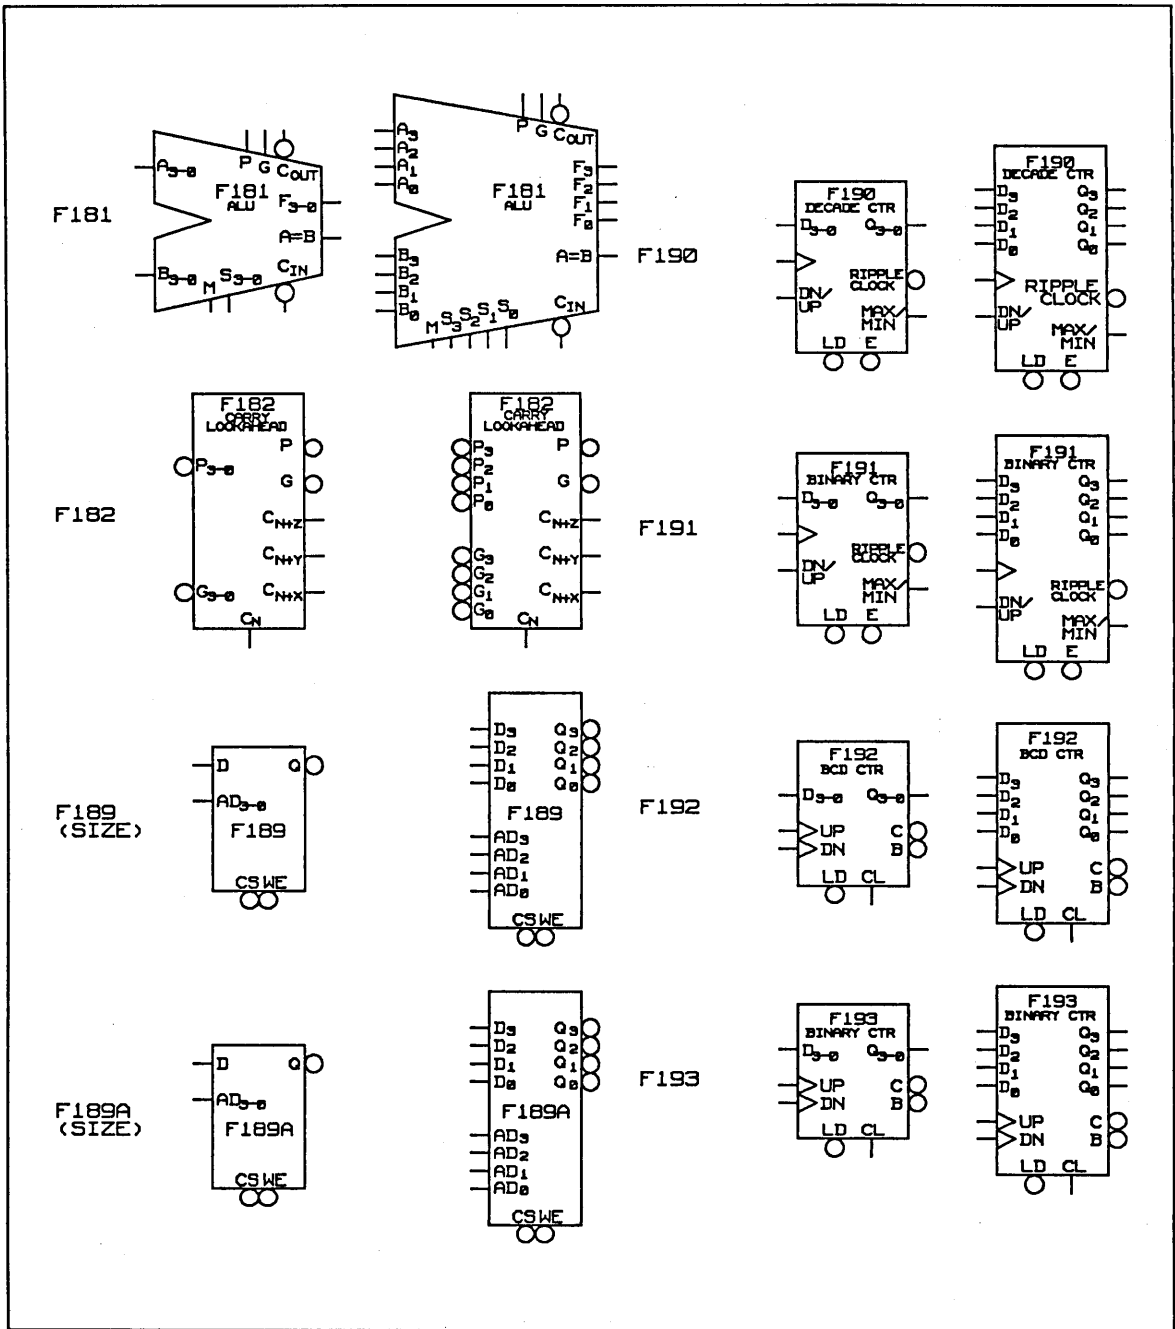 F181
A3-0
P G COUT
F181
ALU
F3-0
A=B
B3-0
M S3-0 CIN
A3
A2
A1
A0
P G COUT
F181
ALU
F3
F2
F1
F0
A=B
B3
B2
B1
B0
M S3 S2 S1 S0 CIN
F182
F182
CARRY
LOOKAHEAD
P3-0
P
G
CN+Z
CN+Y
G3-0
CN+X
CN
F182
CARRY
LOOKAHEAD
P3
P2
P1
P0
P
G
CN+Z
G3
G2
G1
G0
CN+Y
CN+X
CN
F189
(SIZE)
D Q
AD3-0
F189
CS WE
D3 Q3
D2 Q2
D1 Q1
D0 Q0
F189
AD3
AD2
AD1
AD0
CS WE
F189A
(SIZE)
D Q
AD3-0
F189A
CS WE
D3 Q3
D2 Q2
D1 Q1
D0 Q0
F189A
AD3
AD2
AD1
AD0
CS WE
F190
F190
DECADE CTR
D3-0 Q3-0
RIPPLE
CLOCK
DN/
UP
MAX/
MIN
LD E
F190
DECADE CTR
D3 Q3
D2 Q2
D1 Q1
D0 Q0
RIPPLE
CLOCK
DN/
UP
MAX/
MIN
LD E
F191
F191
BINARY CTR
D3-0 Q3-0
RIPPLE
CLOCK
DN/
UP
MAX/
MIN
LD E
F191
BINARY CTR
D3 Q3
D2 Q2
D1 Q1
D0 Q0
RIPPLE
CLOCK
DN/
UP
MAX/
MIN
LD E
F192
F192
BCD CTR
D3-0 Q3-0
UP C
DN B
LD CL
F192
BCD CTR
D3 Q3
D2 Q2
D1 Q1
D0 Q0
UP C
DN B
LD CL
F193
F193
BINARY CTR
D3-0 Q3-0
UP C
DN B
LD CL
F193
BINARY CTR
D3 Q3
D2 Q2
D1 Q1
D0 Q0
UP C
DN B
LD CL